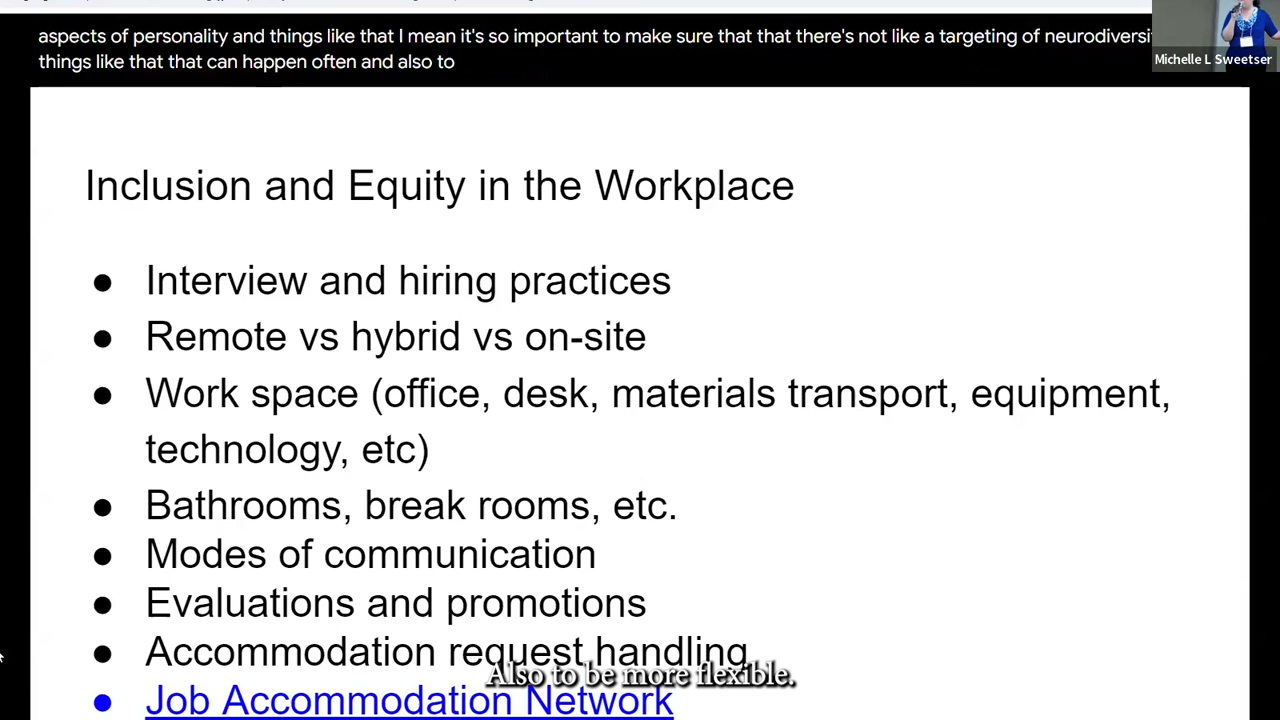 aspects of personality and things like that I mean it's so important to make sure that that there's not like a targeting of
things like that that can happen often and also to
Michelle L Sweetser
Inclusion and Equity in the Workplace
● Interview and hiring practices
● Remote vs hybrid vs on-site
● Work space (office, desk, materials transport, equipment,
technology, etc)
● Bathrooms, break rooms, etc.
● Modes of communication
● Evaluations and promotions
● Accommodation request handling
Also to be more flexible.
● Job Accommodation Network